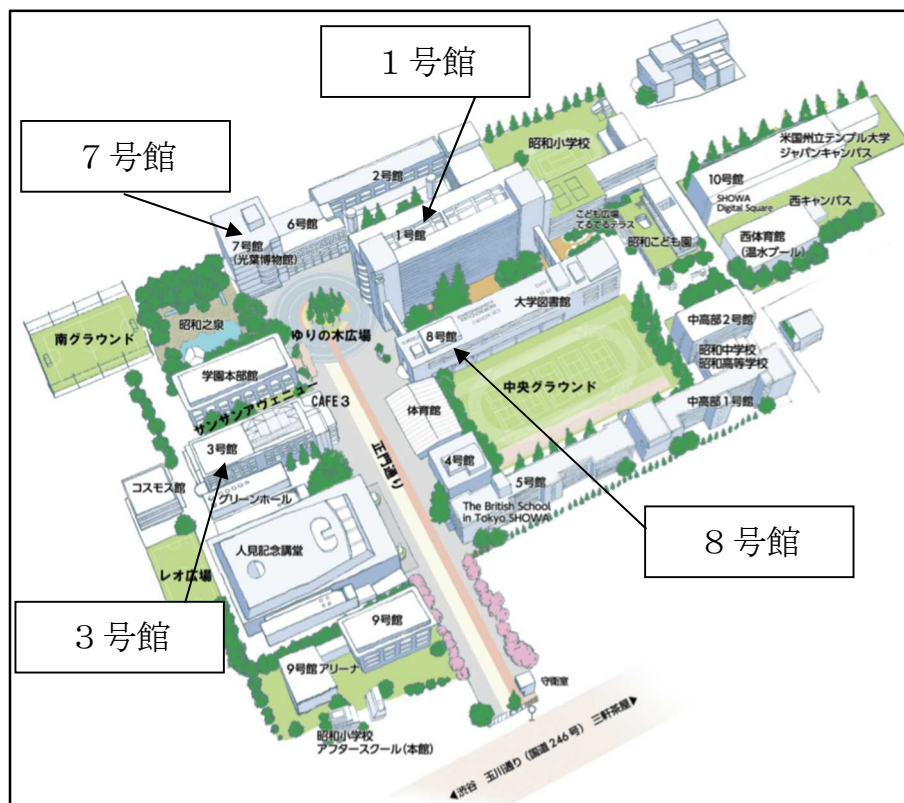 １号館
７号館
昭和小学校
米国州立テンプル大学
ジャパンキャンパス
2号館
10号館
SHOWA
Digital Square
西キャンパス
6号館
1号館
こども広場
てるてるテラス
7号館
(光葉博物館)
昭和こども園
西体育館
(温水プール)
大学図書館
昭和之泉
ゆりの木広場
8号館
中高部2号館
南グラウンド
昭和中学校
昭和高等学校
学園本部館
中央グラウンド
サンサンアヴェニュー
CAFE 3
体育館
中高部1号館
3号館
正門通り
4号館
コスモス館
グリーンホール
5号館
The British School
in Tokyo SHOWA
８号館
人見記念講堂
レオ広場
３号館
9号館
9号館アリーナ
守衛室
昭和小学校
アフタースクール(本館)
◀渋谷 玉川通り(国道246号) 三軒茶屋▶